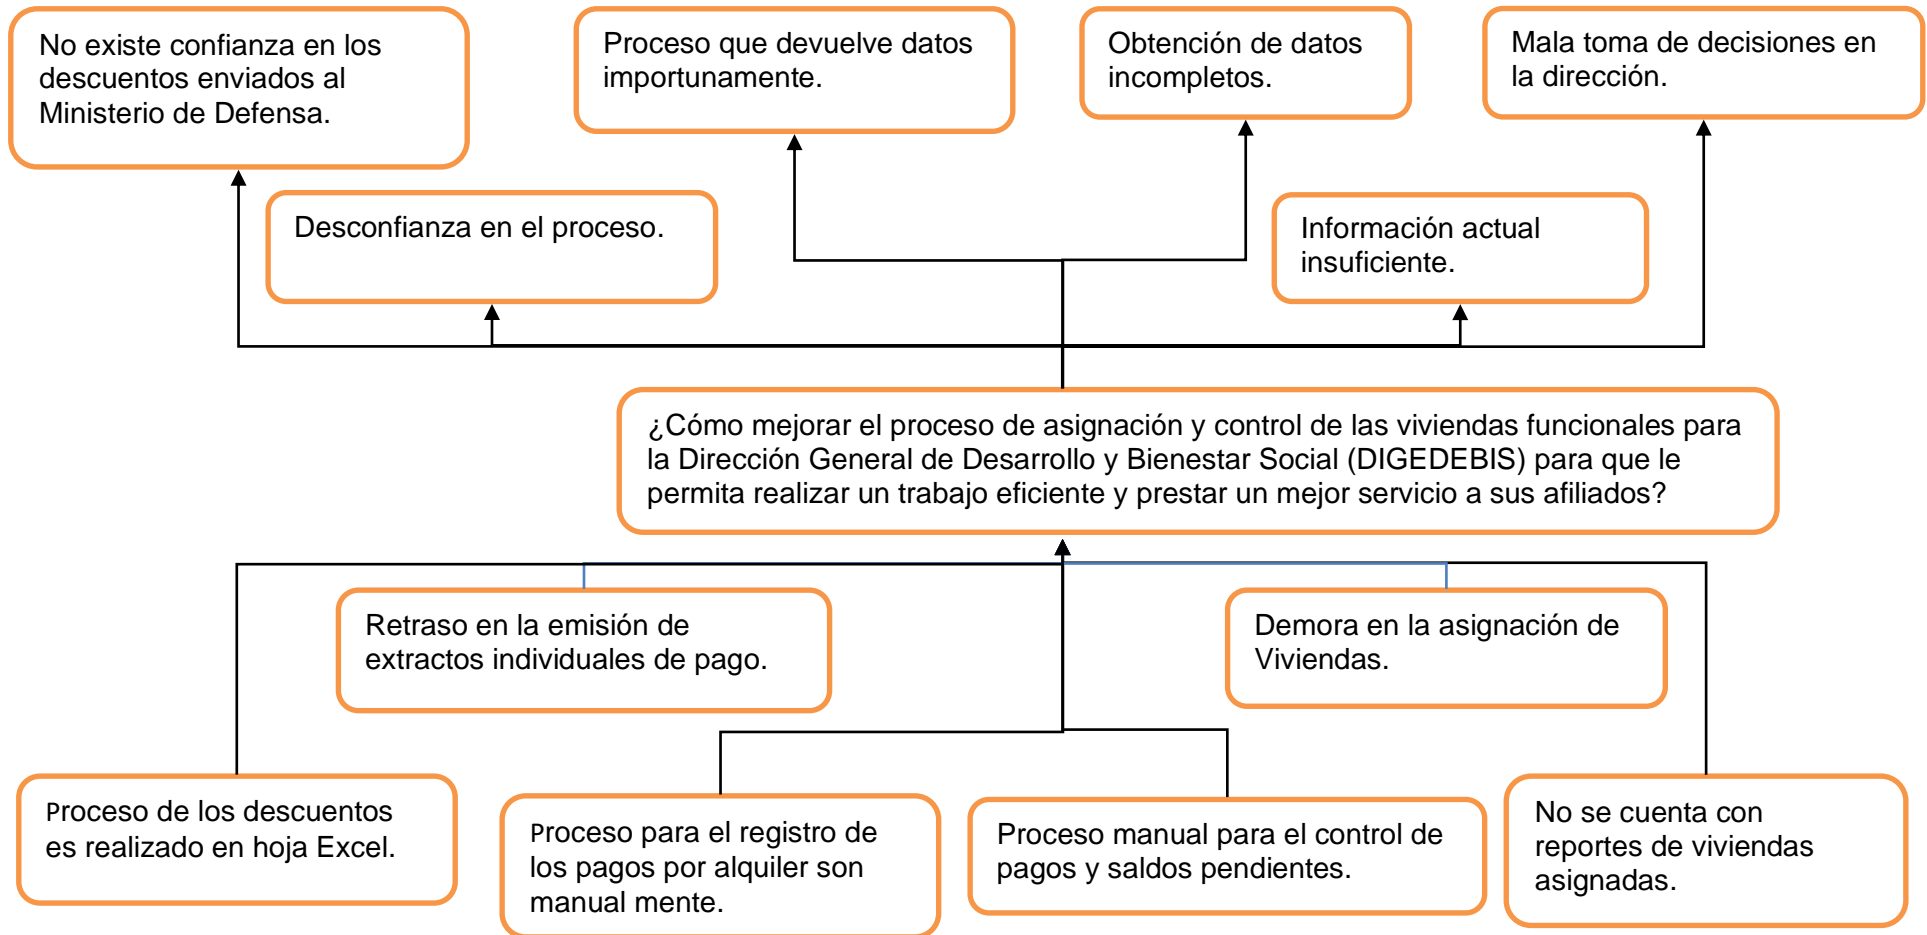 No existe confianza en los
descuentos enviados al
Ministerio de Defensa.
Proceso que devuelve datos
importunamente.
Obtención de datos
incompletos.
Mala toma de decisiones en
la dirección.
Desconfianza en el proceso.
Información actual
insuficiente.
¿Cómo mejorar el proceso de asignación y control de las viviendas funcionales para
la Dirección General de Desarrollo y Bienestar Social (DIGEDEBIS) para que le
permita realizar un trabajo eficiente y prestar un mejor servicio a sus afiliados?
Retraso en la emisión de
extractos individuales de pago.
Demora en la asignación de
Viviendas.
Proceso de los descuentos
es realizado en hoja Excel.
Proceso para el registro de
los pagos por alquiler son
manual mente.
Proceso manual para el control de
pagos y saldos pendientes.
No se cuenta con
reportes de viviendas
asignadas.